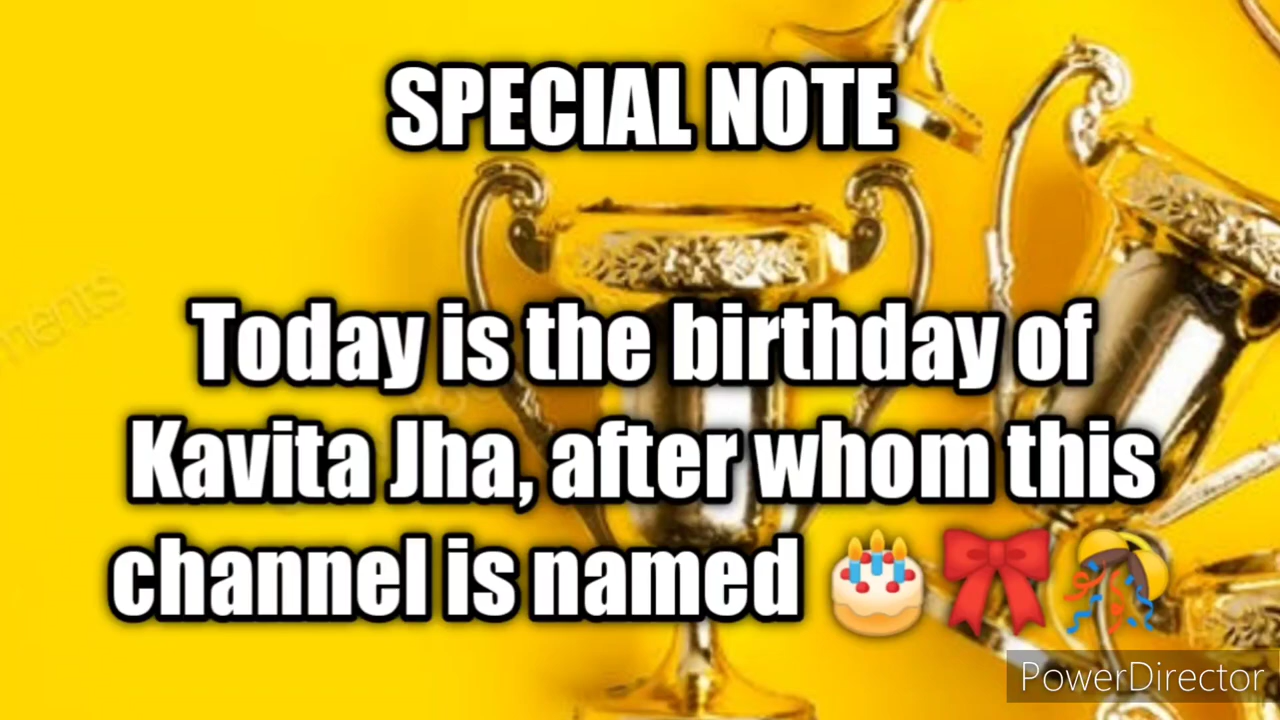 SPECIAL NOTE
Today is the birthday of
Kavita Jha, after whom this
channel is named 🎂🎀🎊
PowerDirector